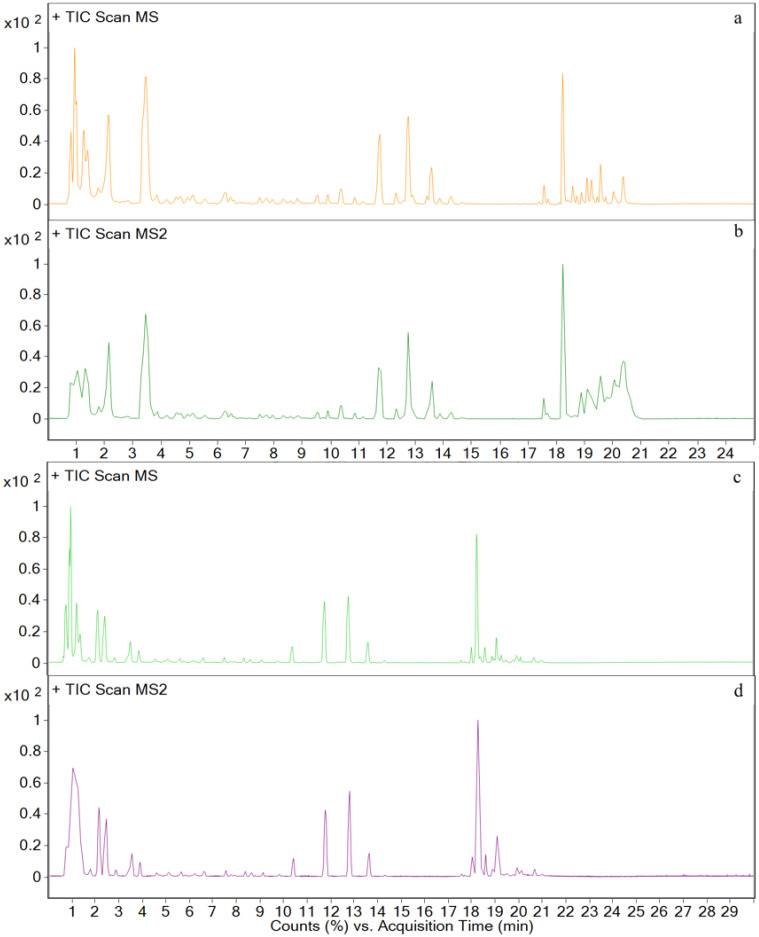 x10 2
+ TIC Scan MS
a
1
0.8
0.6
0.4
0.2
0
x10 2
+ TIC Scan MS2
b
1
0.8
0.6
0.4
0.2
0
1 2 3 4 5 6 7 8 9 10 11 12 13 14 15 16 17 18 19 20 21 22 23 24
x10 2
+ TIC Scan MS
c
1
0.8
0.6
0.4
0.2
0
x10 2
+ TIC Scan MS2
d
1
0.8
0.6
0.4
0.2
0
1 2 3 4 5 6 7 8 9 10 11 12 13 14 15 16 17 18 19 20 21 22 23 24 25 26 27 28 29
Counts (%) vs. Acquisition Time (min)